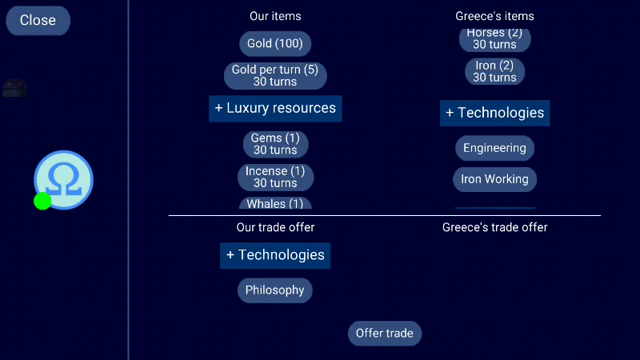 Close
Our items
Gold (100)
Gold per turn (5)
30 turns
+ Luxury resources
Gems (1)
30 turns
Incense (1)
30 turns
Whales (1)
Greece's items
Horses (2)
30 turns
Iron (2)
30 turns
+ Technologies
Engineering
Iron Working
Ω
Our trade offer
+ Technologies
Philosophy
Greece's trade offer
Offer trade